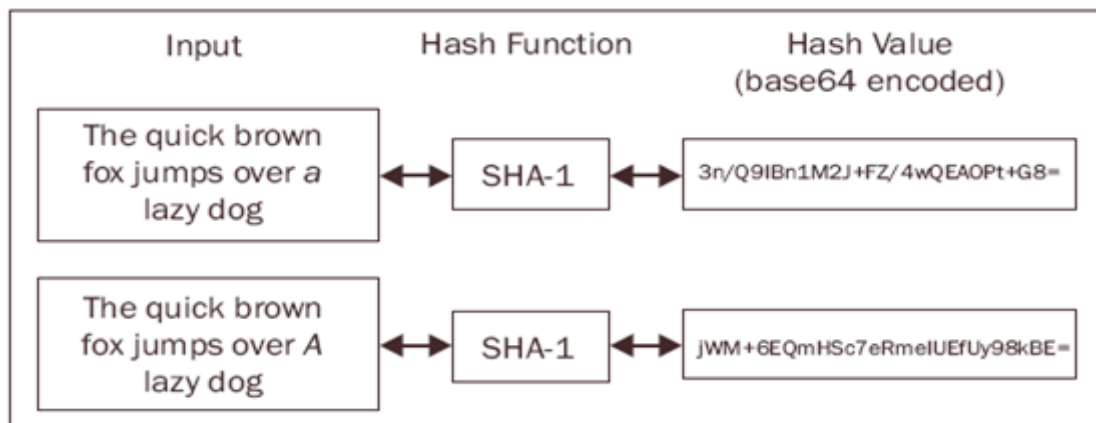 Input
Hash Function
Hash Value
(base64 encoded)
The quick brown
fox jumps over a
lazy dog
SHA-1
3n/Q9IBn1M2J+FZ/4wQEAOPt+G8=
The quick brown
fox jumps over A
lazy dog
SHA-1
jWM+6EQmHSc7eRmeIUEfUy98kBE=